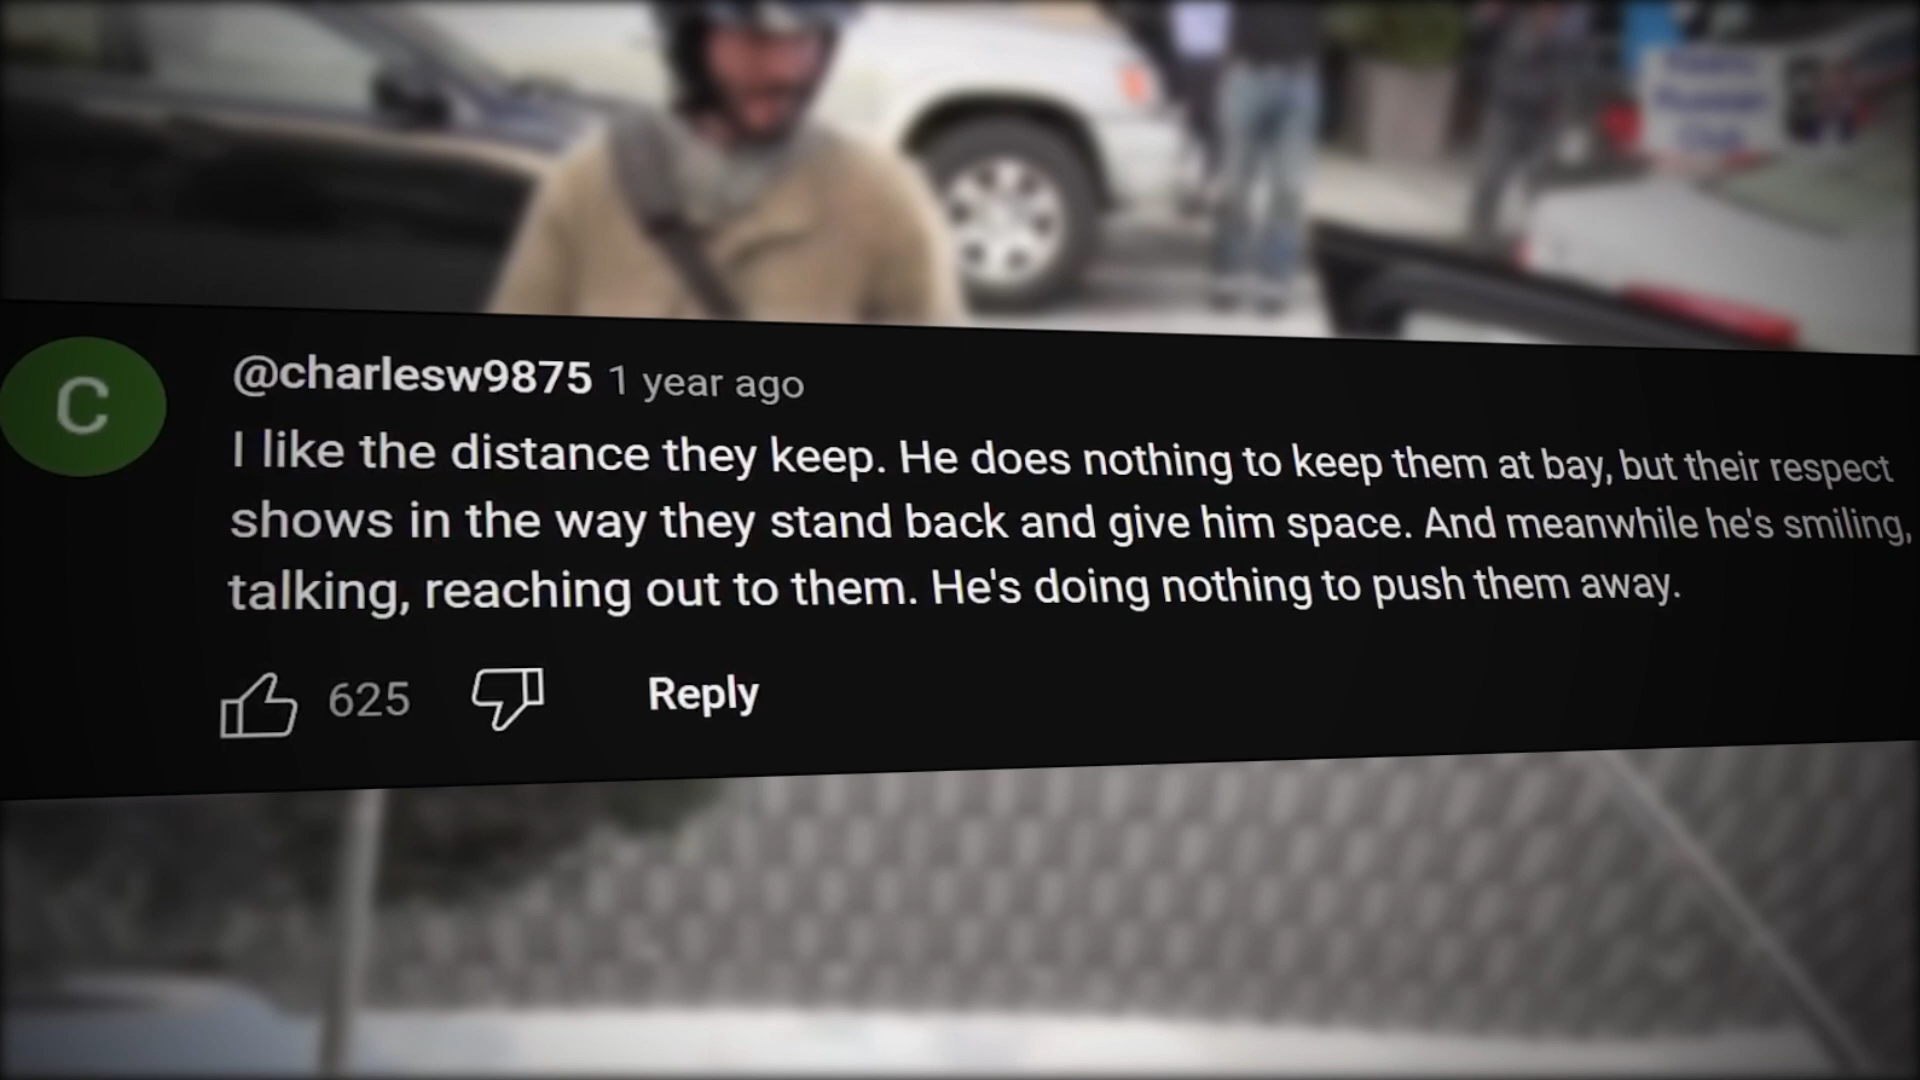 C
@charlesw9875 1 year ago
I like the distance they keep. He does nothing to keep them at bay, but their respect
shows in the way they stand back and give him space. And meanwhile he's smiling,
talking, reaching out to them. He's doing nothing to push them away.
625
Reply